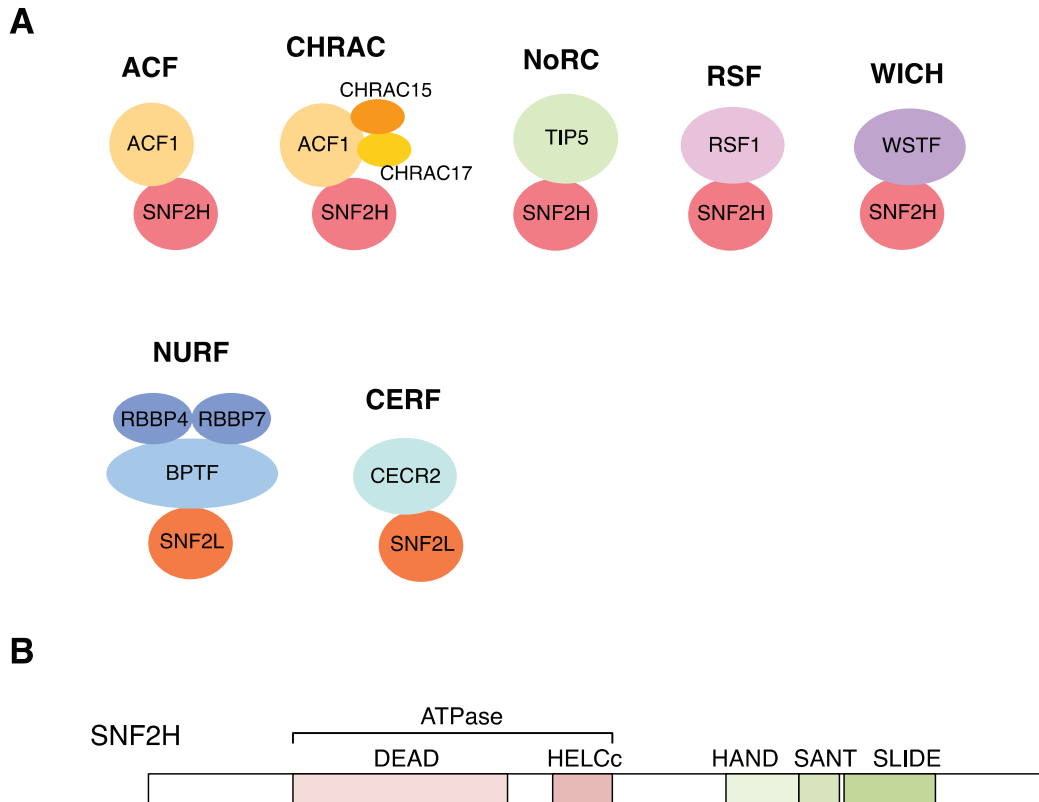 A
ACF
CHRAC
NoRC
RSF
WICH
CHRAC15
ACF1
ACF1
CHRAC17
TIP5
RSF1
WSTF
SNF2H
SNF2H
SNF2H
SNF2H
SNF2H
NURF
CERF
RBBP4
RBBP7
BPTF
CECR2
SNF2L
SNF2L
B
SNF2H
ATPase
DEAD
HELCc
HAND
SANT
SLIDE